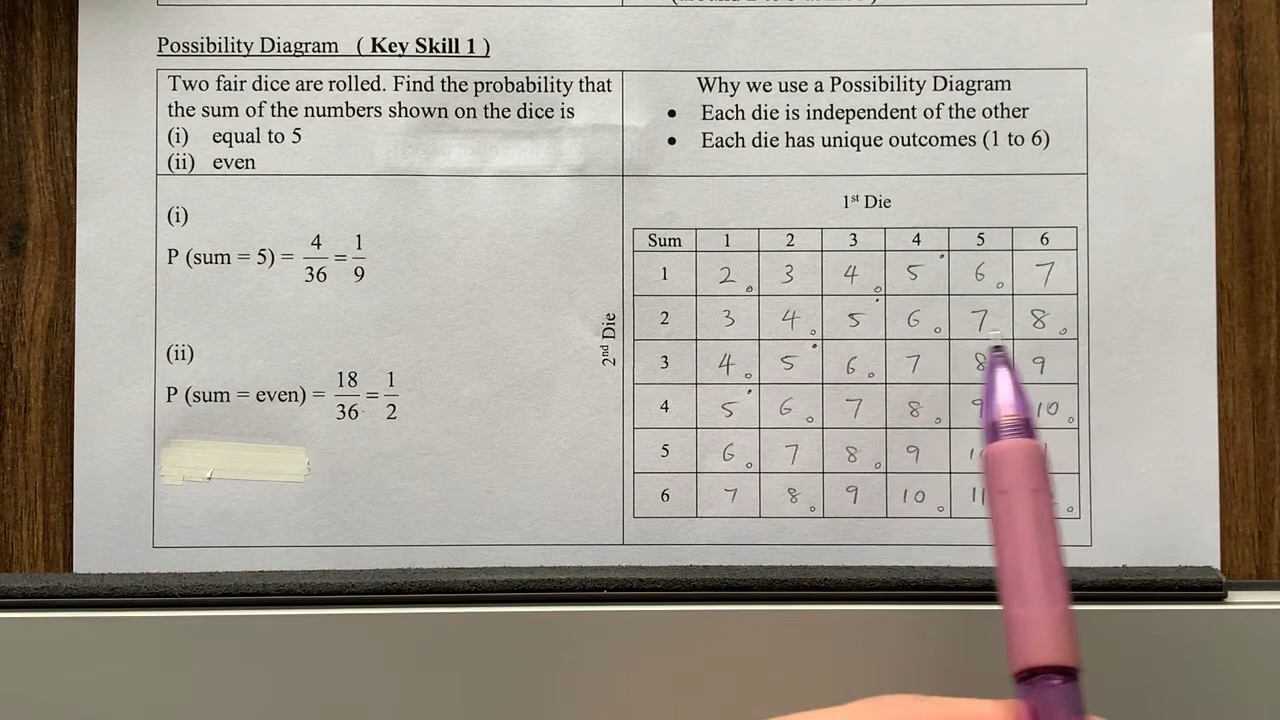 Possibility Diagram ( Key Skill 1 )
Two fair dice are rolled. Find the probability that
the sum of the numbers shown on the dice is
(i) equal to 5
(ii) even
Why we use a Possibility Diagram
• Each die is independent of the other
• Each die has unique outcomes (1 to 6)
(i)
P (sum = 5) = 4/36 = 1/9
(ii)
P (sum = even) = 18/36 = 1/2
1st Die
2nd Die
Sum 1 2 3 4 5 6
1 2 3 4 5 6 7
2 3 4 5 6 7 8
3 4 5 6 7 8 9
4 5 6 7 8 9 10
5 6 7 8 9
6 7 8 9 10 11